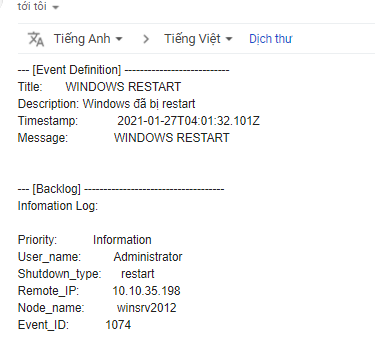 tới tôi
Tiếng Anh > Tiếng Việt Dịch thư
--- [Event Definition] ---------------------------
Title: WINDOWS RESTART
Description: Windows đã bị restart
Timestamp: 2021-01-27T04:01:32.101Z
Message: WINDOWS RESTART
--- [Backlog] ------------------------------------
Infomation Log:
Priority: Information
User_name: Administrator
Shutdown_type: restart
Remote_IP: 10.10.35.198
Node_name: winsrv2012
Event_ID: 1074